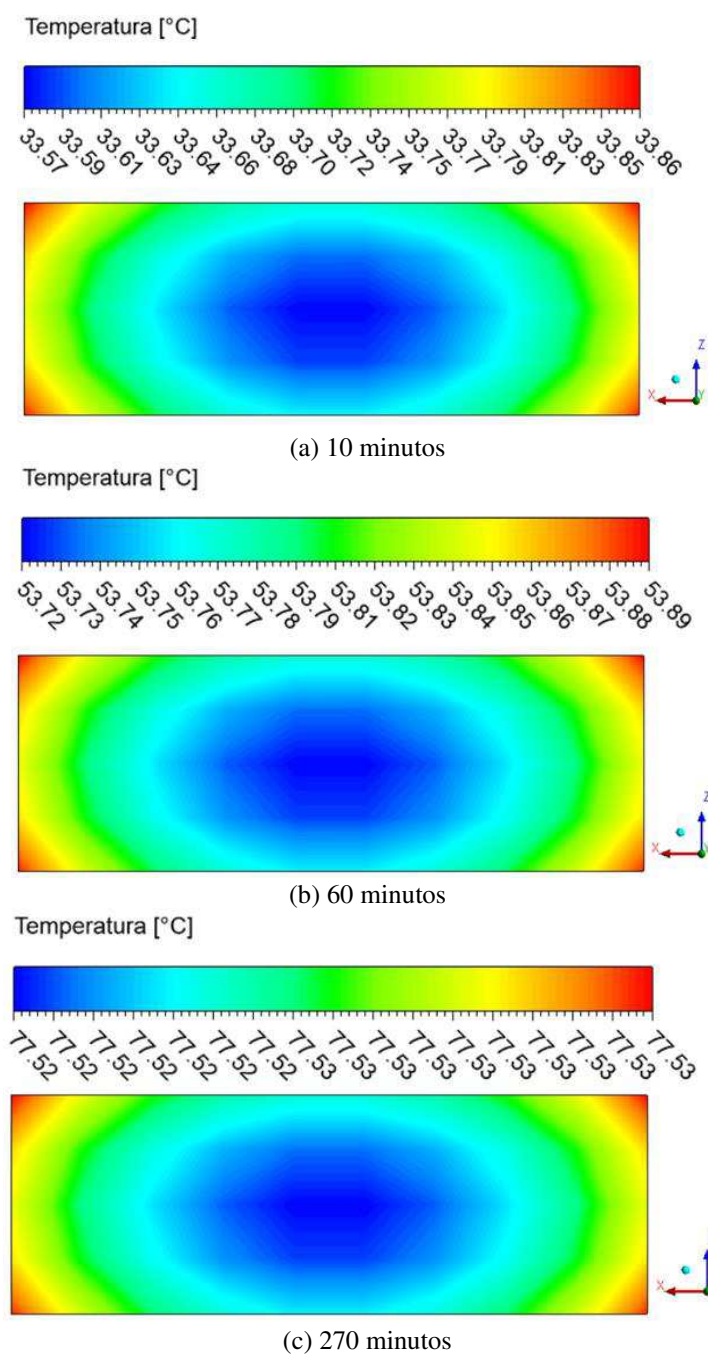 Temperatura [°C]
33.57 33.59 33.61 33.63 33.64 33.66 33.68 33.70 33.72 33.74 33.75 33.77 33.79 33.81 33.83 33.85 33.86
Z
X Y
(a) 10 minutos
Temperatura [°C]
53.72 53.73 53.74 53.75 53.76 53.77 53.78 53.79 53.81 53.82 53.83 53.84 53.85 53.86 53.87 53.88 53.89
Z
X
(b) 60 minutos
Temperatura [°C]
77.52 77.52 77.52 77.52 77.52 77.52 77.53 77.53 77.53 77.53 77.53 77.53 77.53 77.53 77.53 77.53 77.53
X
(c) 270 minutos